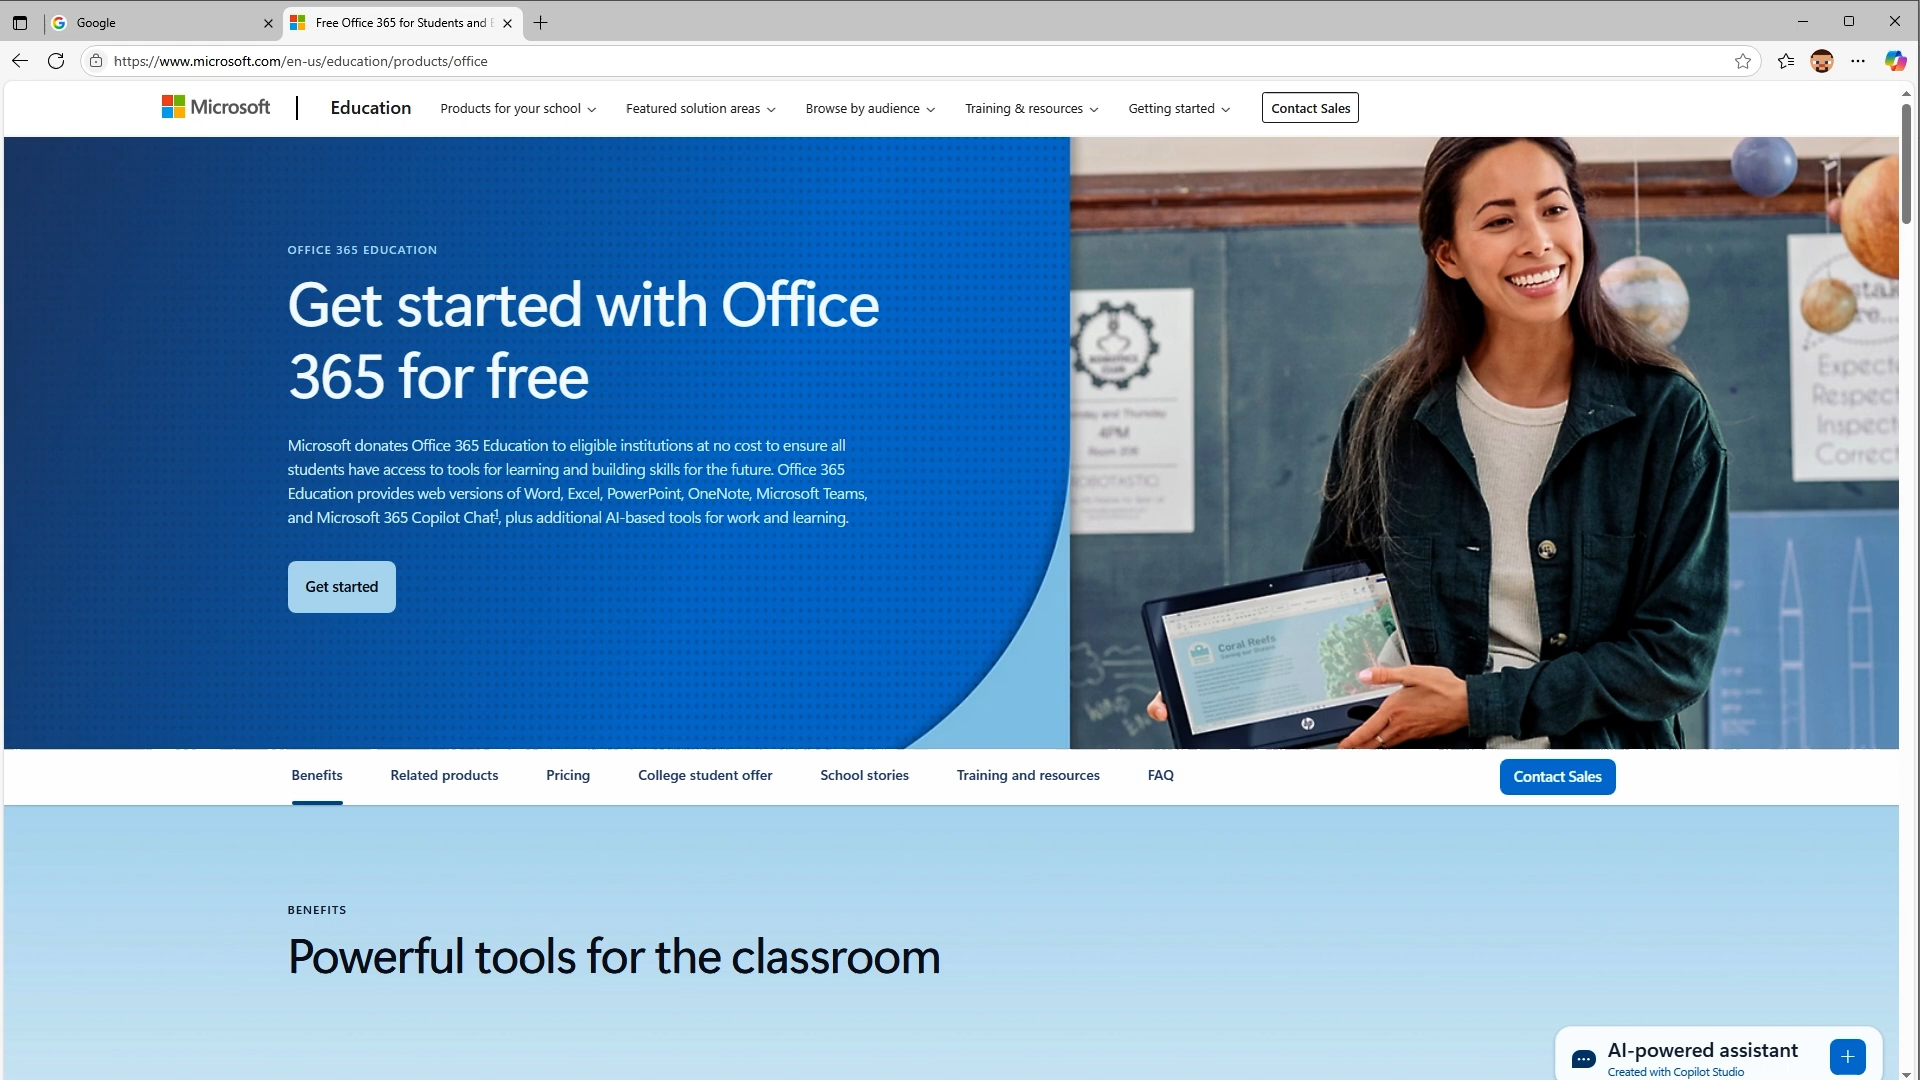 Google
Free Office 365 for Students and E
https://www.microsoft.com/en-us/education/products/office
Microsoft
Education
Products for your school
Featured solution areas
Browse by audience
Training & resources
Getting started
Contact Sales
OFFICE 365 EDUCATION
Get started with Office
365 for free
Microsoft donates Office 365 Education to eligible institutions at no cost to ensure all
students have access to tools for learning and building skills for the future. Office 365
Education provides web versions of Word, Excel, PowerPoint, OneNote, Microsoft Teams,
and Microsoft 365 Copilot Chat1, plus additional AI-based tools for work and learning.
Get started
ROBOTICS
CLUB
4PM
Room 206
Coral Reefs
hp
Expecte
Respect
Inspect
Correct
Benefits
Related products
Pricing
College student offer
School stories
Training and resources
FAQ
Contact Sales
BENEFITS
Powerful tools for the classroom
AI-powered assistant
Created with Copilot Studio